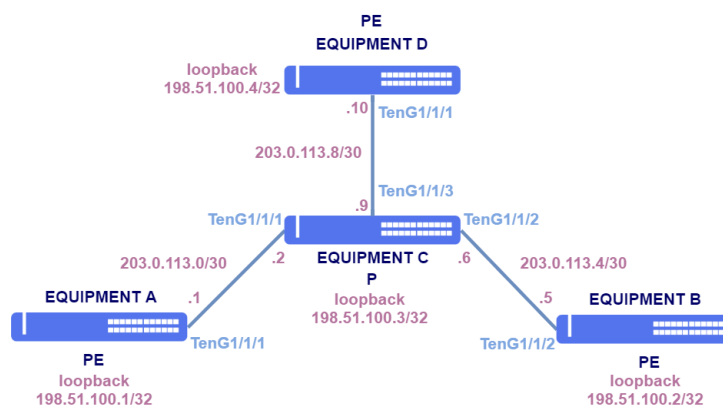 PE
EQUIPMENT D
loopback
198.51.100.4/32
.10
TenG1/1/1
203.0.113.8/30
TenG1/1/3
.9
TenG1/1/1
TenG1/1/2
.2
EQUIPMENT C
.6
203.0.113.0/30
P
203.0.113.4/30
loopback
198.51.100.3/32
EQUIPMENT A
.1
.5
EQUIPMENT B
TenG1/1/1
TenG1/1/2
PE
loopback
198.51.100.1/32
PE
loopback
198.51.100.2/32